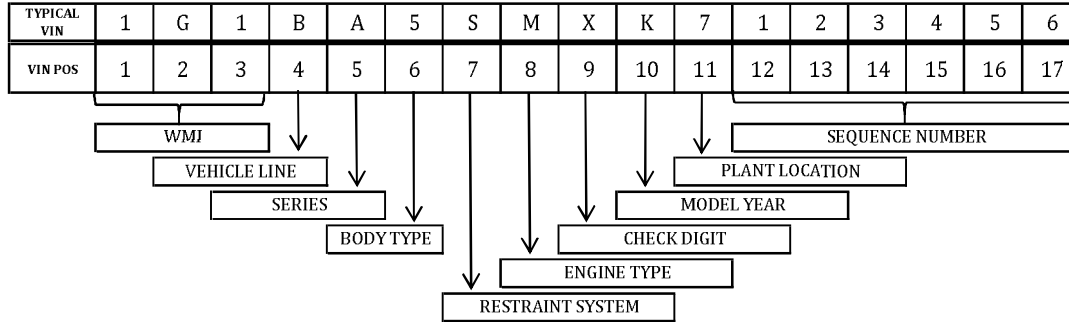 TYPICAL VIN 1 G 1 B A 5 S M X K 7 1 2 3 4 5 6
VIN POS 1 2 3 4 5 6 7 8 9 10 11 12 13 14 15 16 17
WMI SEQUENCE NUMBER
VEHICLE LINE PLANT LOCATION
SERIES MODEL YEAR
BODY TYPE CHECK DIGIT
ENGINE TYPE
RESTRAINT SYSTEM